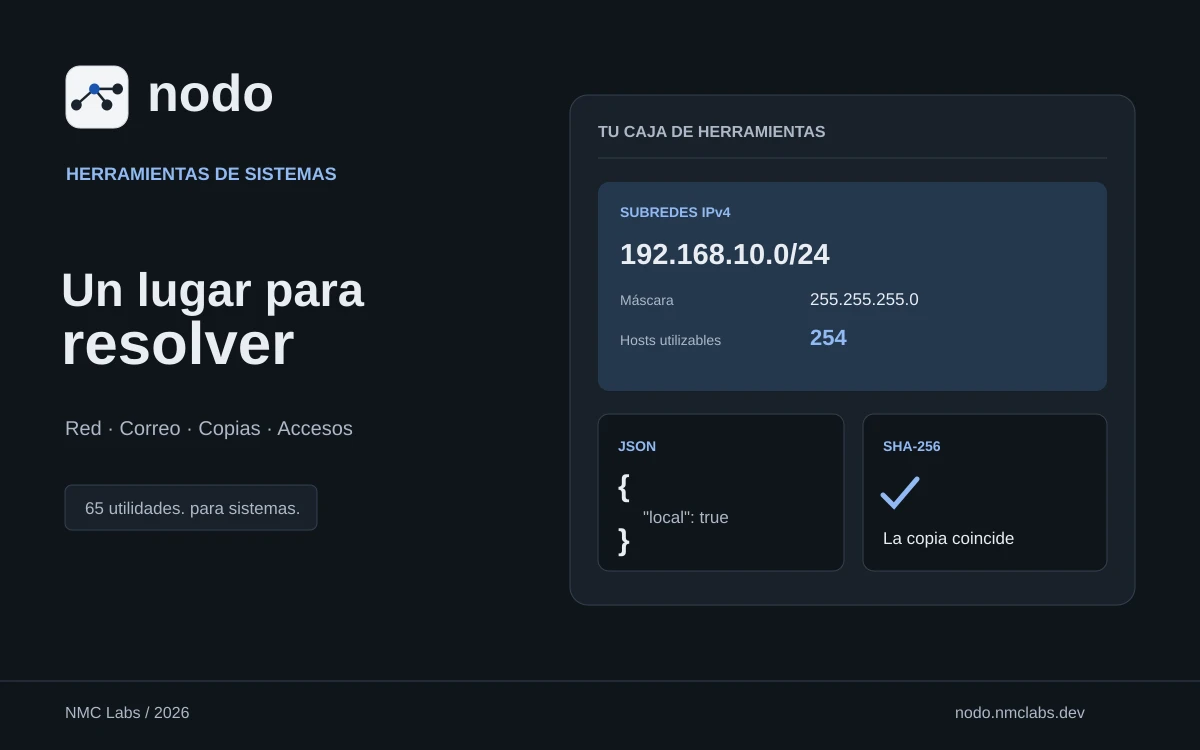 nodo
HERRAMIENTAS DE SISTEMAS
Un lugar para
resolver
Red · Correo · Copias · Accesos
65 utilidades. para sistemas.
TU CAJA DE HERRAMIENTAS
SUBREDES IPv4
192.168.10.0/24
Máscara 255.255.255.0
Hosts utilizables 254
JSON
{
"local": true
}
SHA-256
La copia coincide
NMC Labs / 2026
nodo.nmclabs.dev